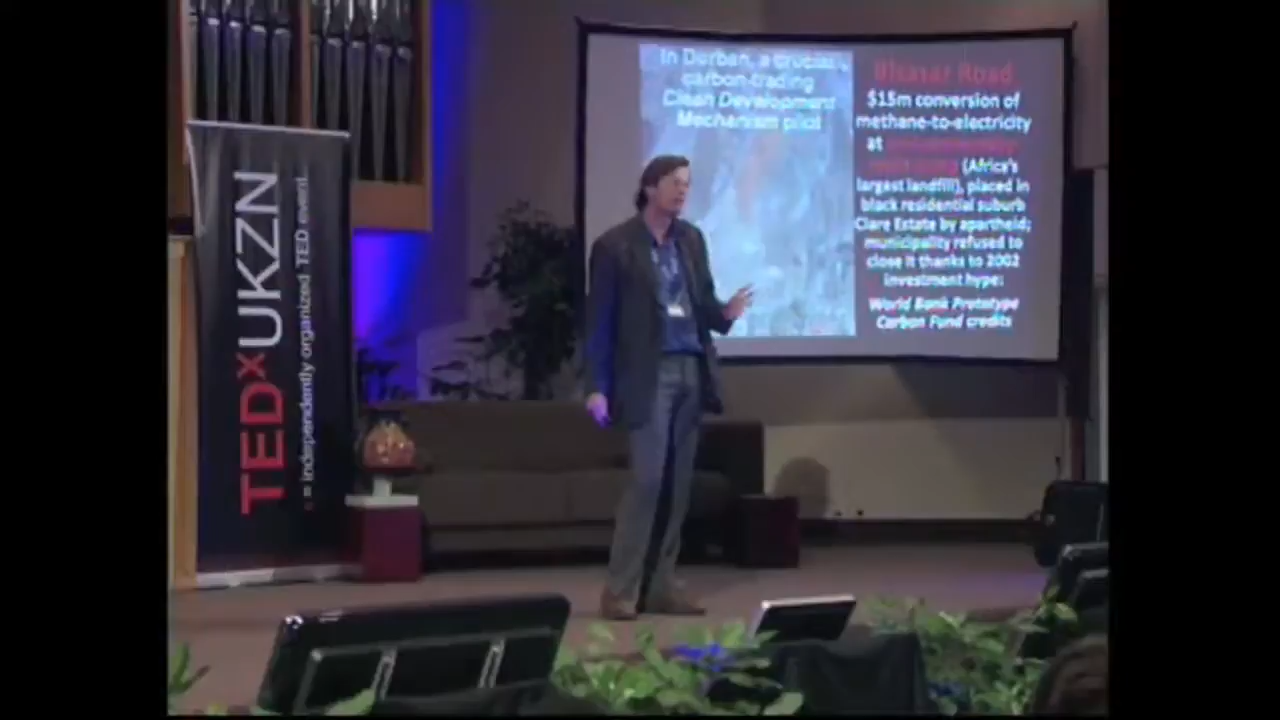 TEDxUKZN
x = independently organized TED event
In Durban, a crucial
carbon-trading
Clean Development
Mechanism pilot
Bisasar Road
$15m conversion of
methane-to-electricity
at
(Africa's
largest landfill), placed in
black residential suburb
Clare Estate by apartheid;
municipality refused to
close it thanks to 2002
investment hype:
World Bank Prototype
Carbon Fund credits